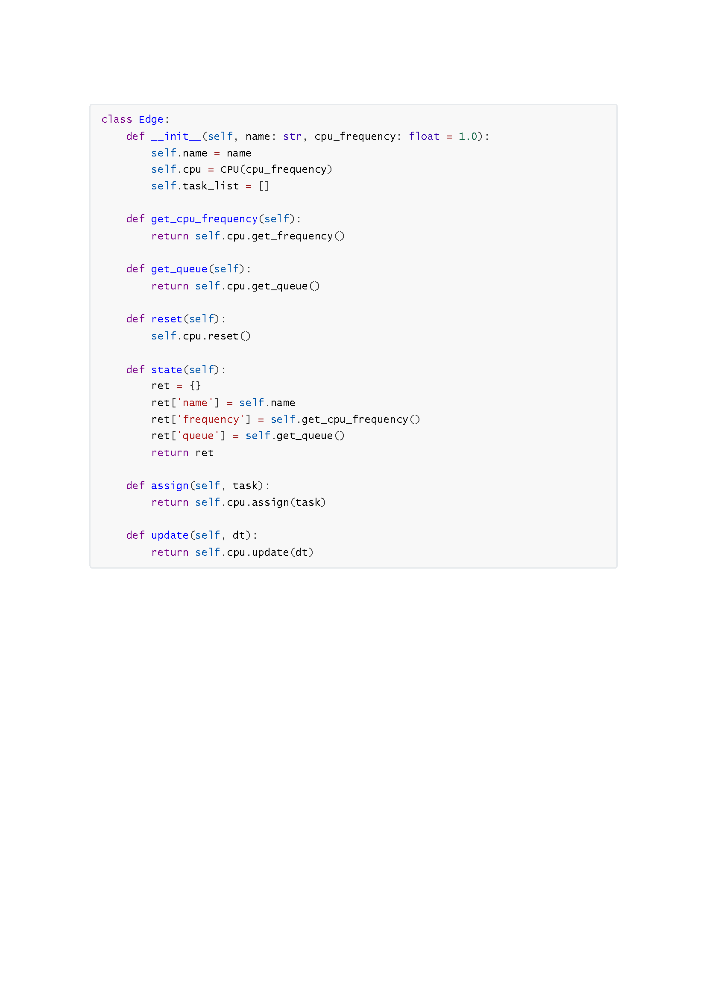 class Edge:
    def __init__(self, name: str, cpu_frequency: float = 1.0):
        self.name = name
        self.cpu = CPU(cpu_frequency)
        self.task_list = []
    def get_cpu_frequency(self):
        return self.cpu.get_frequency()
    def get_queue(self):
        return self.cpu.get_queue()
    def reset(self):
        self.cpu.reset()
    def state(self):
        ret = {}
        ret['name'] = self.name
        ret['frequency'] = self.get_cpu_frequency()
        ret['queue'] = self.get_queue()
        return ret
    def assign(self, task):
        return self.cpu.assign(task)
    def update(self, dt):
        return self.cpu.update(dt)